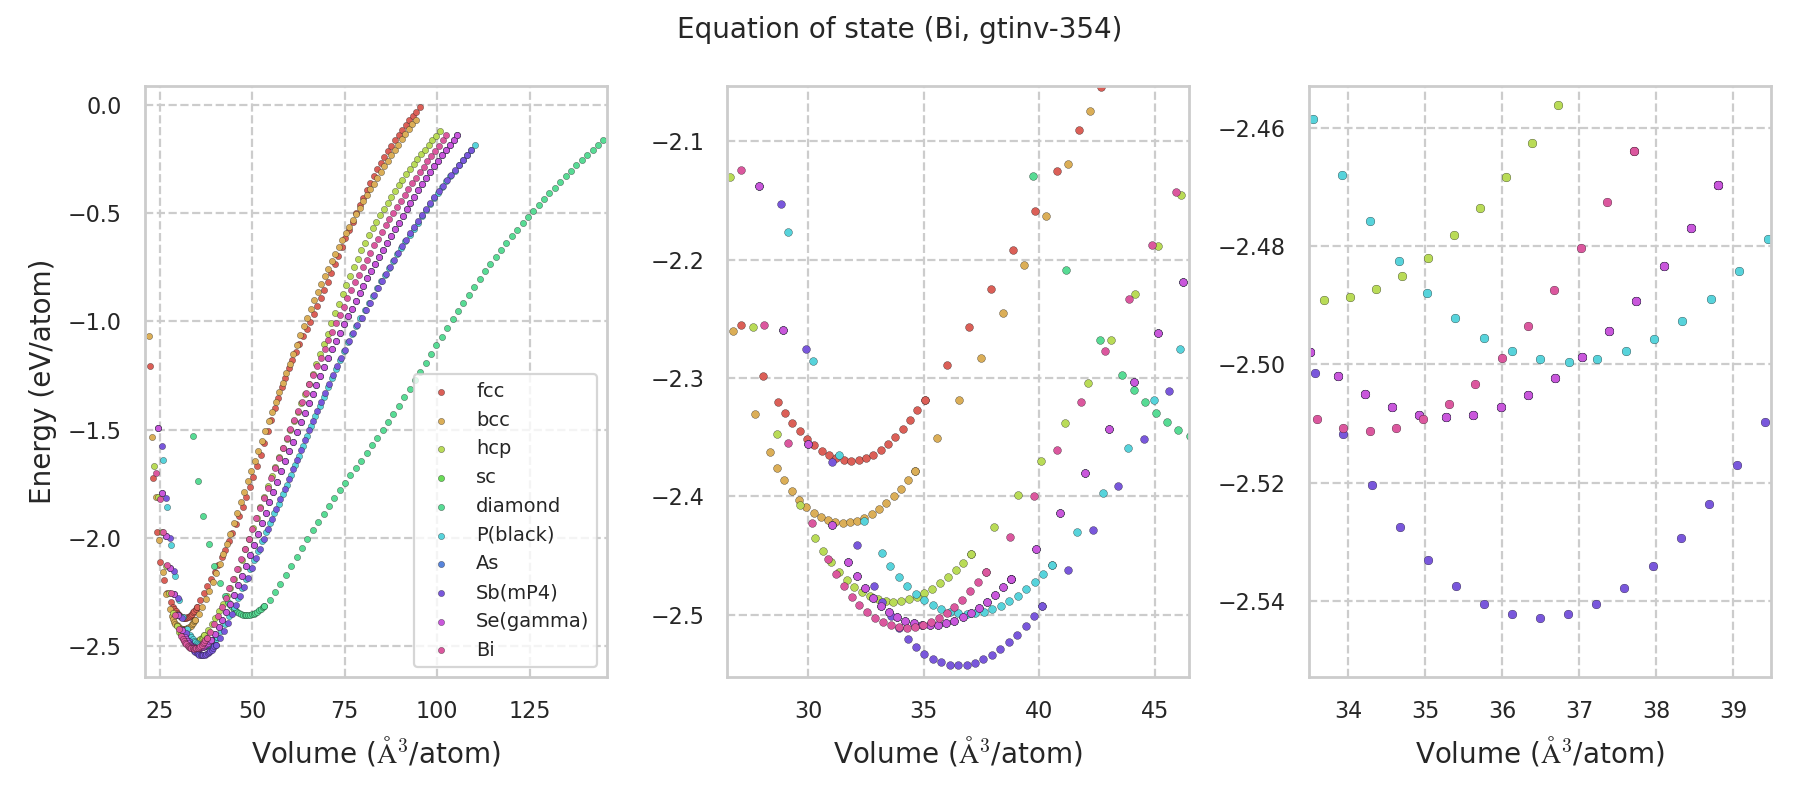 Equation of state (Bi, gtinv-354)
Energy (eV/atom)
0.0
−0.5
−1.0
−1.5
−2.0
−2.5
25
50
75
100
125
Volume (Å³/atom)
fcc
bcc
hcp
sc
diamond
P(black)
As
Sb(mP4)
Se(gamma)
Bi
−2.1
−2.2
−2.3
−2.4
−2.5
30
35
40
45
Volume (Å³/atom)
−2.46
−2.48
−2.50
−2.52
−2.54
34
35
36
37
38
39
Volume (Å³/atom)